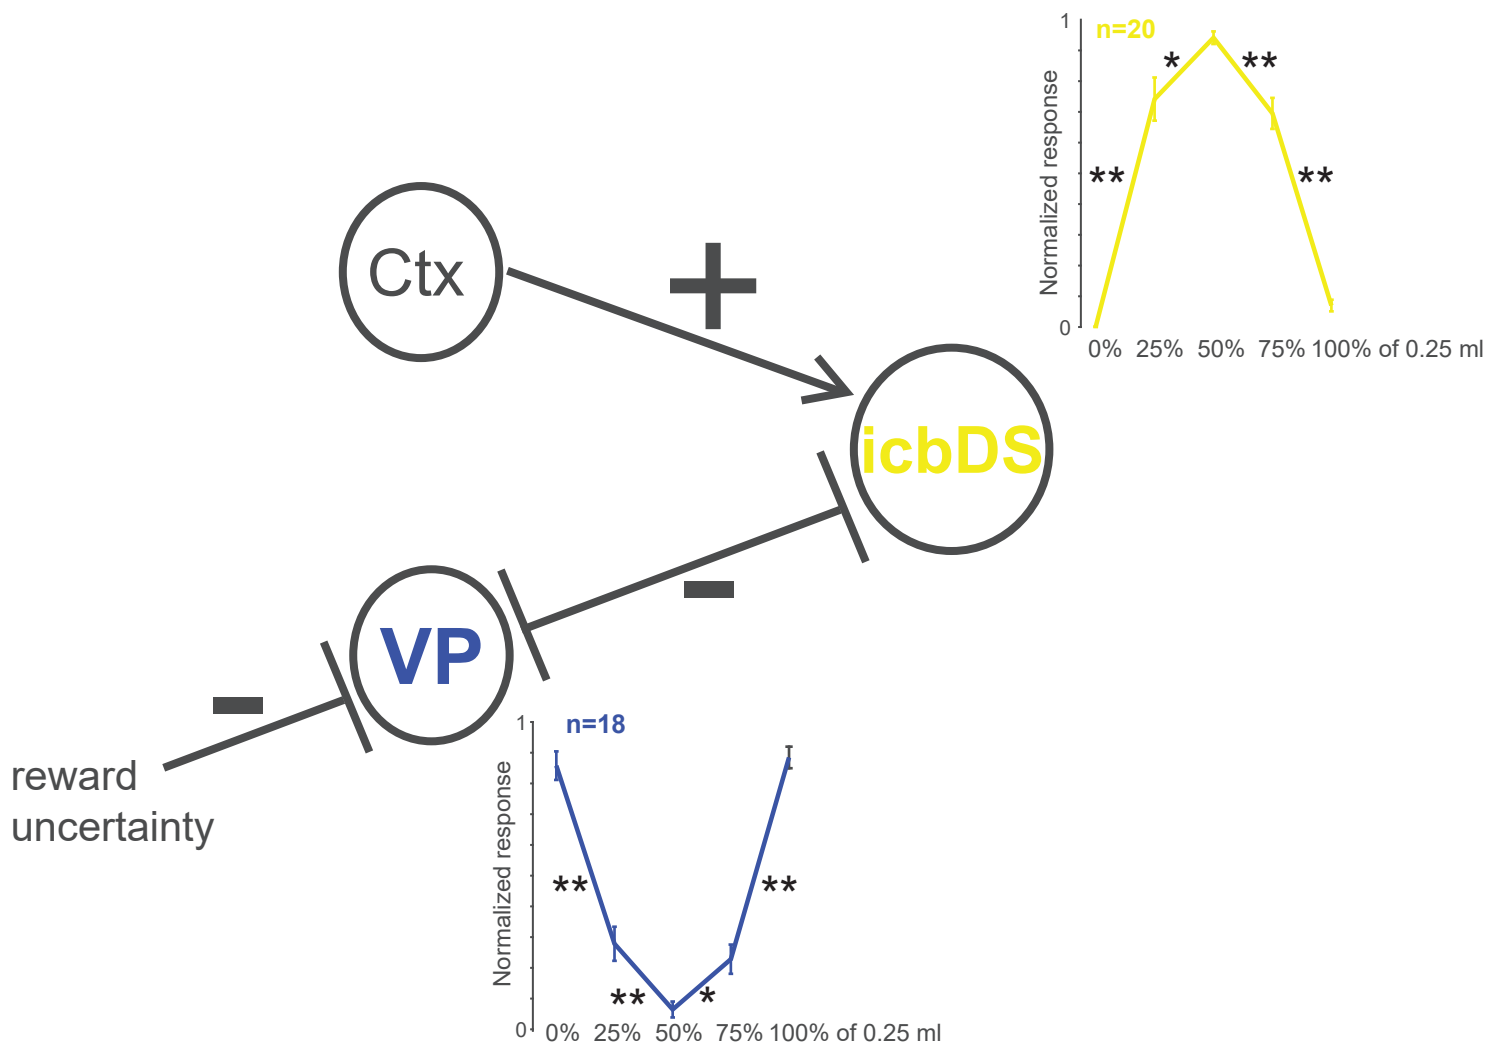 1
n=20
*
**
Normalized response
**
**
0
0% 25% 50% 75% 100% of 0.25 ml
Ctx
+
icbDS
-
VP
-
reward
uncertainty
1
n=18
Normalized response
**
**
**
*
0
0% 25% 50% 75% 100% of 0.25 ml